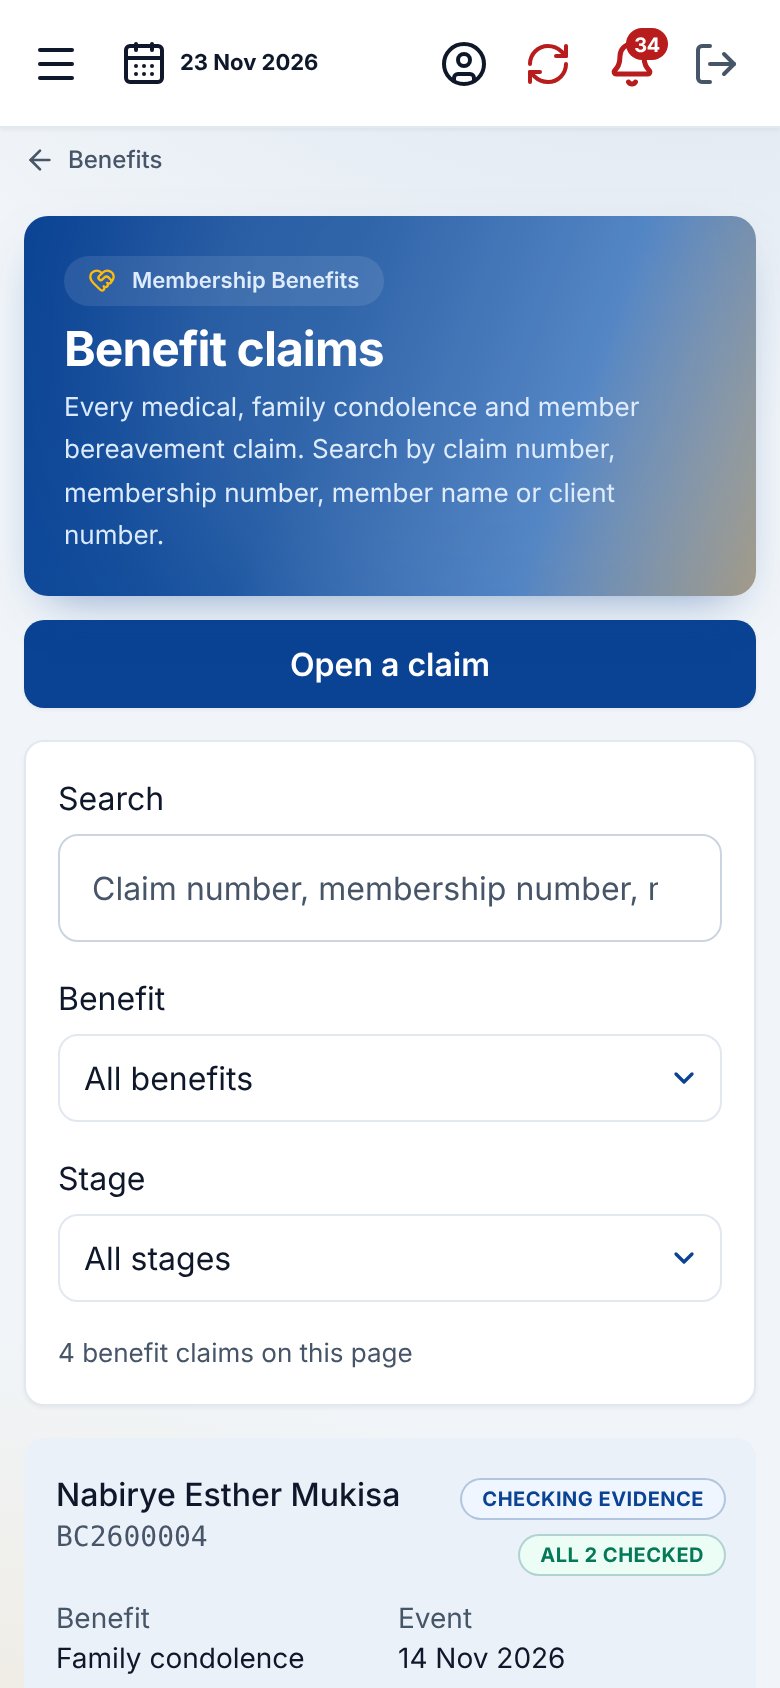 23 Nov 2026
34
Benefits
Membership Benefits
Benefit claims
Every medical, family condolence and member
bereavement claim. Search by claim number,
membership number, member name or client
number.
Open a claim
Search
Claim number, membership number, r
Benefit
All benefits
Stage
All stages
4 benefit claims on this page
Nabirye Esther Mukisa
CHECKING EVIDENCE
BC2600004
ALL 2 CHECKED
Benefit
Event
Family condolence
14 Nov 2026